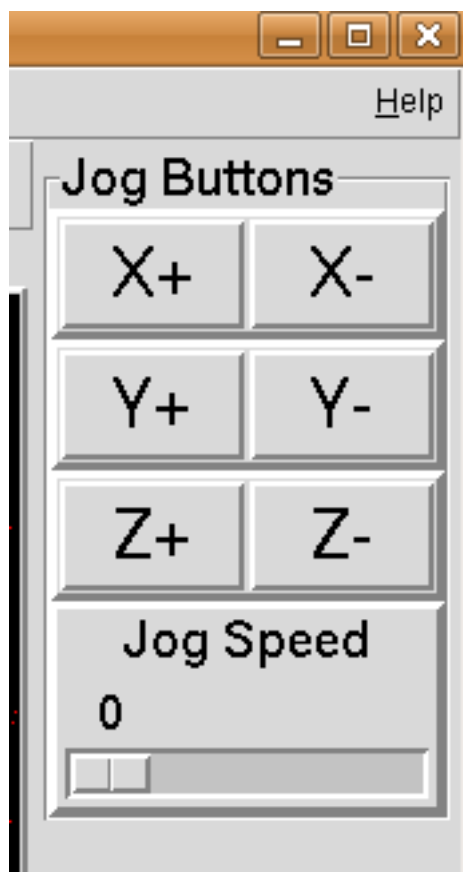 Help
Jog Buttons
X+ X-
Y+ Y-
Z+ Z-
Jog Speed
0